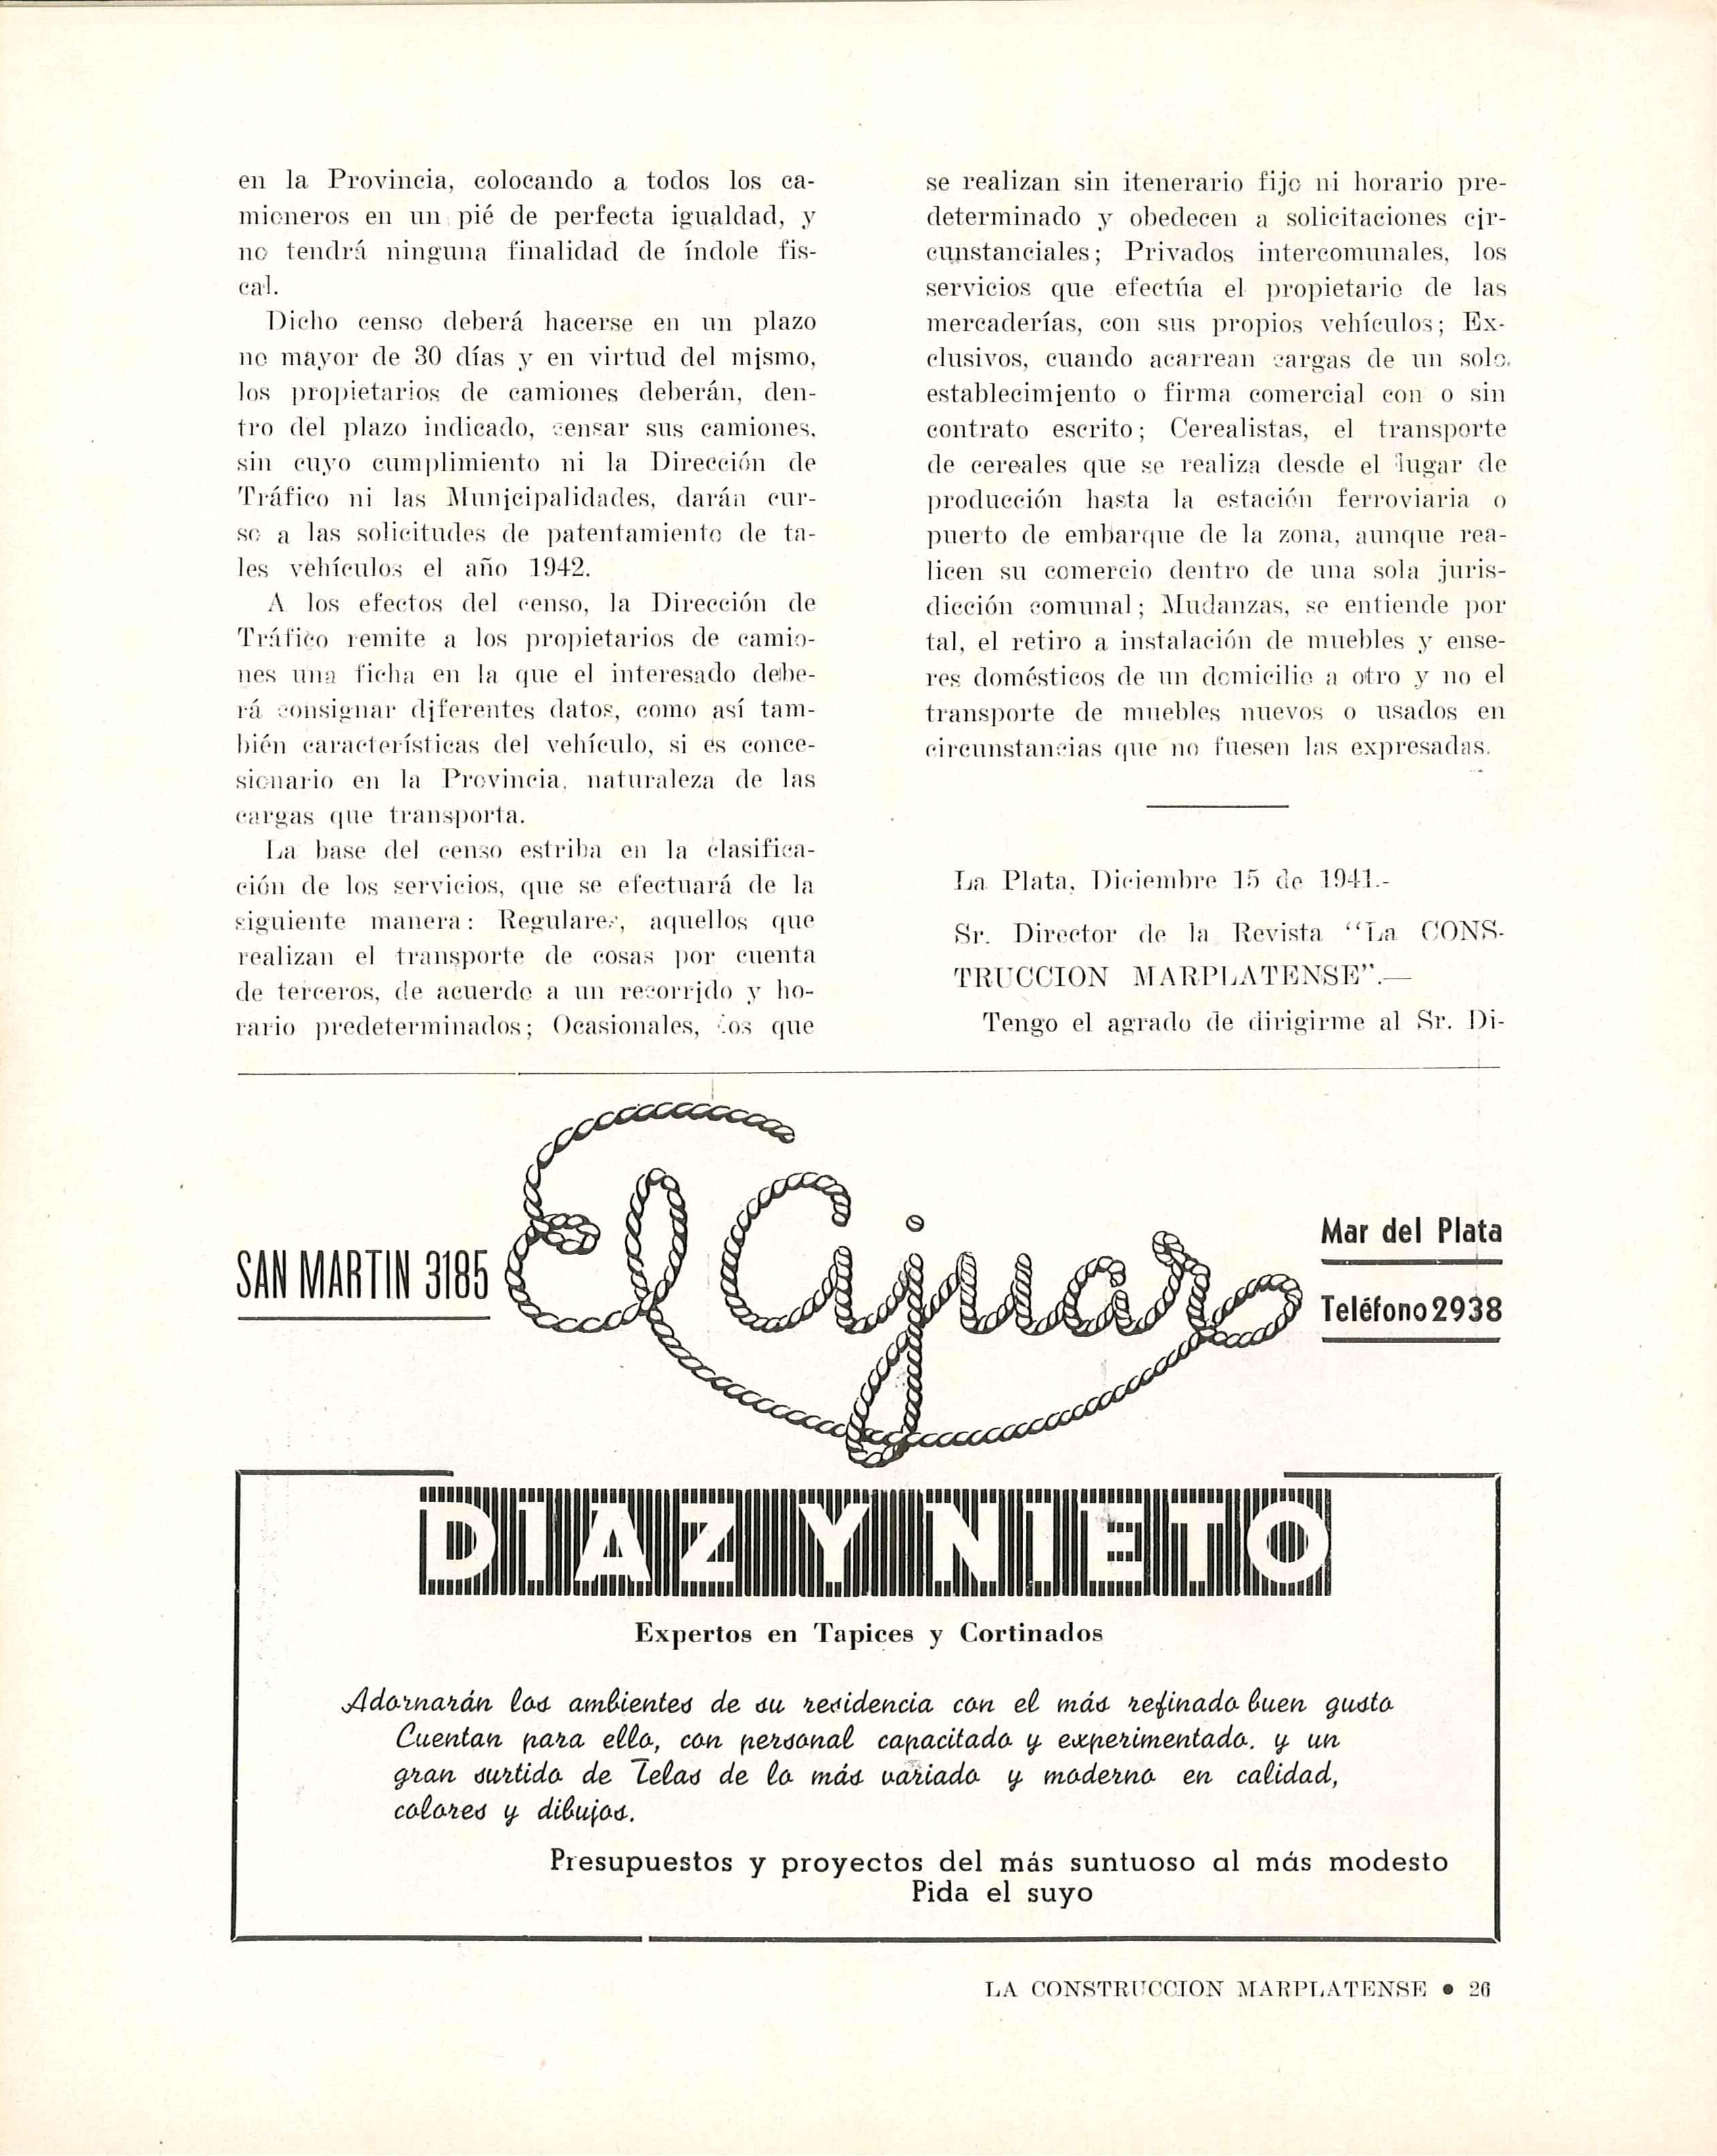 en la Provincia, colocando a todos los ca-
mioneros en un pié de perfecta igualdad, y
no tendrá ninguna finalidad de índole fis-
cal.
Dicho censo deberá hacerse en un plazo
no mayor de 30 días y en virtud del mismo,
los propietarios de camiones deberán, den-
tro del plazo indicado, censar sus camiones,
sin cuyo cumplimiento ni la Dirección de
Tráfico ni las Municipalidades, darán cur-
so a las solicitudes de patentamiento de ta-
les vehículos el año 1942.
A los efectos del censo, la Dirección de
Tráfico remite a los propietarios de camio-
nes una ficha en la que el interesado debe-
rá consignar diferentes datos, como así tam-
bién características del vehículo, si es conce-
sionario en la Provincia, naturaleza de las
cargas que transporta.
La base del censo estriba en la clasifica-
ción de los servicios, que se efectuará de la
siguiente manera: Regulares, aquellos que
realizan el transporte de cosas por cuenta
de terceros, de acuerdo a un recorrido y ho-
rario predeterminados; Ocasionales, los que
se realizan sin itenerario fijo ni horario pre-
determinado y obedecen a solicitaciones cir-
cunstanciales; Privados intercomunales, los
servicios que efectúa el propietario de las
mercaderías, con sus propios vehículos; Ex-
clusivos, cuando acarrean cargas de un solo
establecimiento o firma comercial con o sin
contrato escrito; Cerealistas, el transporte
de cereales que se realiza desde el lugar de
producción hasta la estación ferroviaria o
puerto de embarque de la zona, aunque rea-
licen su comercio dentro de una sola juris-
dicción comunal; Mudanzas, se entiende por
tal, el retiro a instalación de muebles y ense-
res domésticos de un domicilio a otro y no el
transporte de muebles nuevos o usados en
circunstancias que no fuesen las expresadas.
La Plata, Diciembre 15 de 1941.-
Sr. Director de la Revista "La CONS-
TRUCCION MARPLATENSE".—
Tengo el agrado de dirigirme al Sr. Di-
SAN MARTIN 3185
El Ajuar
Mar del Plata
Teléfono 2938
DIAZ Y NIETO
Expertos en Tapices y Cortinados
Adornarán los ambientes de su residencia con el más refinado buen gusto
Cuentan para ello, con personal capacitado y experimentado. y un
gran surtido de Telas de lo más variado y moderno en calidad,
colores y dibujos.
Presupuestos y proyectos del más suntuoso al más modesto
Pida el suyo
LA CONSTRUCCION MARPLATENSE • 26